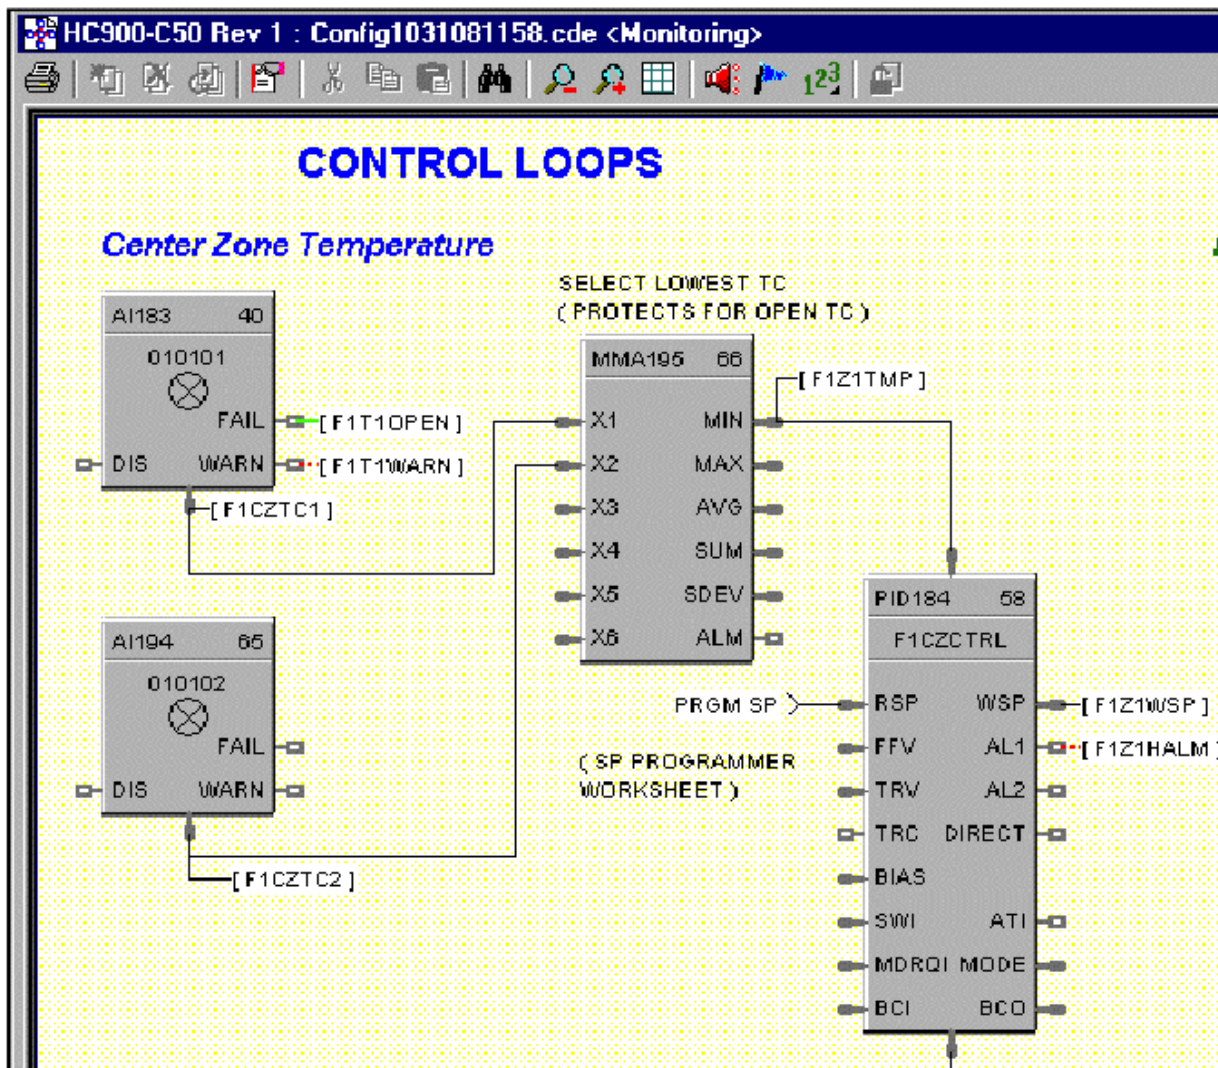 HC900-C50 Rev 1 : Config1031081158.cde <Monitoring>
123
CONTROL LOOPS
Center Zone Temperature
SELECT LOWEST TC
( PROTECTS FOR OPEN TC )
AI183 40
010101
FAIL
[ F1T1OPEN ]
DIS WARN
[ F1T1WARN ]
[ F1CZTC1 ]
MMA195 66
[ F1Z1TMP ]
X1 MIN
X2 MAX
X3 AVG
X4 SUM
X5 SDEV
X6 ALM
AI194 65
010102
FAIL
DIS WARN
[ F1CZTC2 ]
PRGM SP
( SP PROGRAMMER
WORKSHEET )
PID184 58
F1CZCTRL
RSP WSP
[ F1Z1WSP ]
FFV AL1
[ F1Z1HALM ]
TRV AL2
TRC DIRECT
BIAS
SWI ATI
MDRQI MODE
BCI BCO